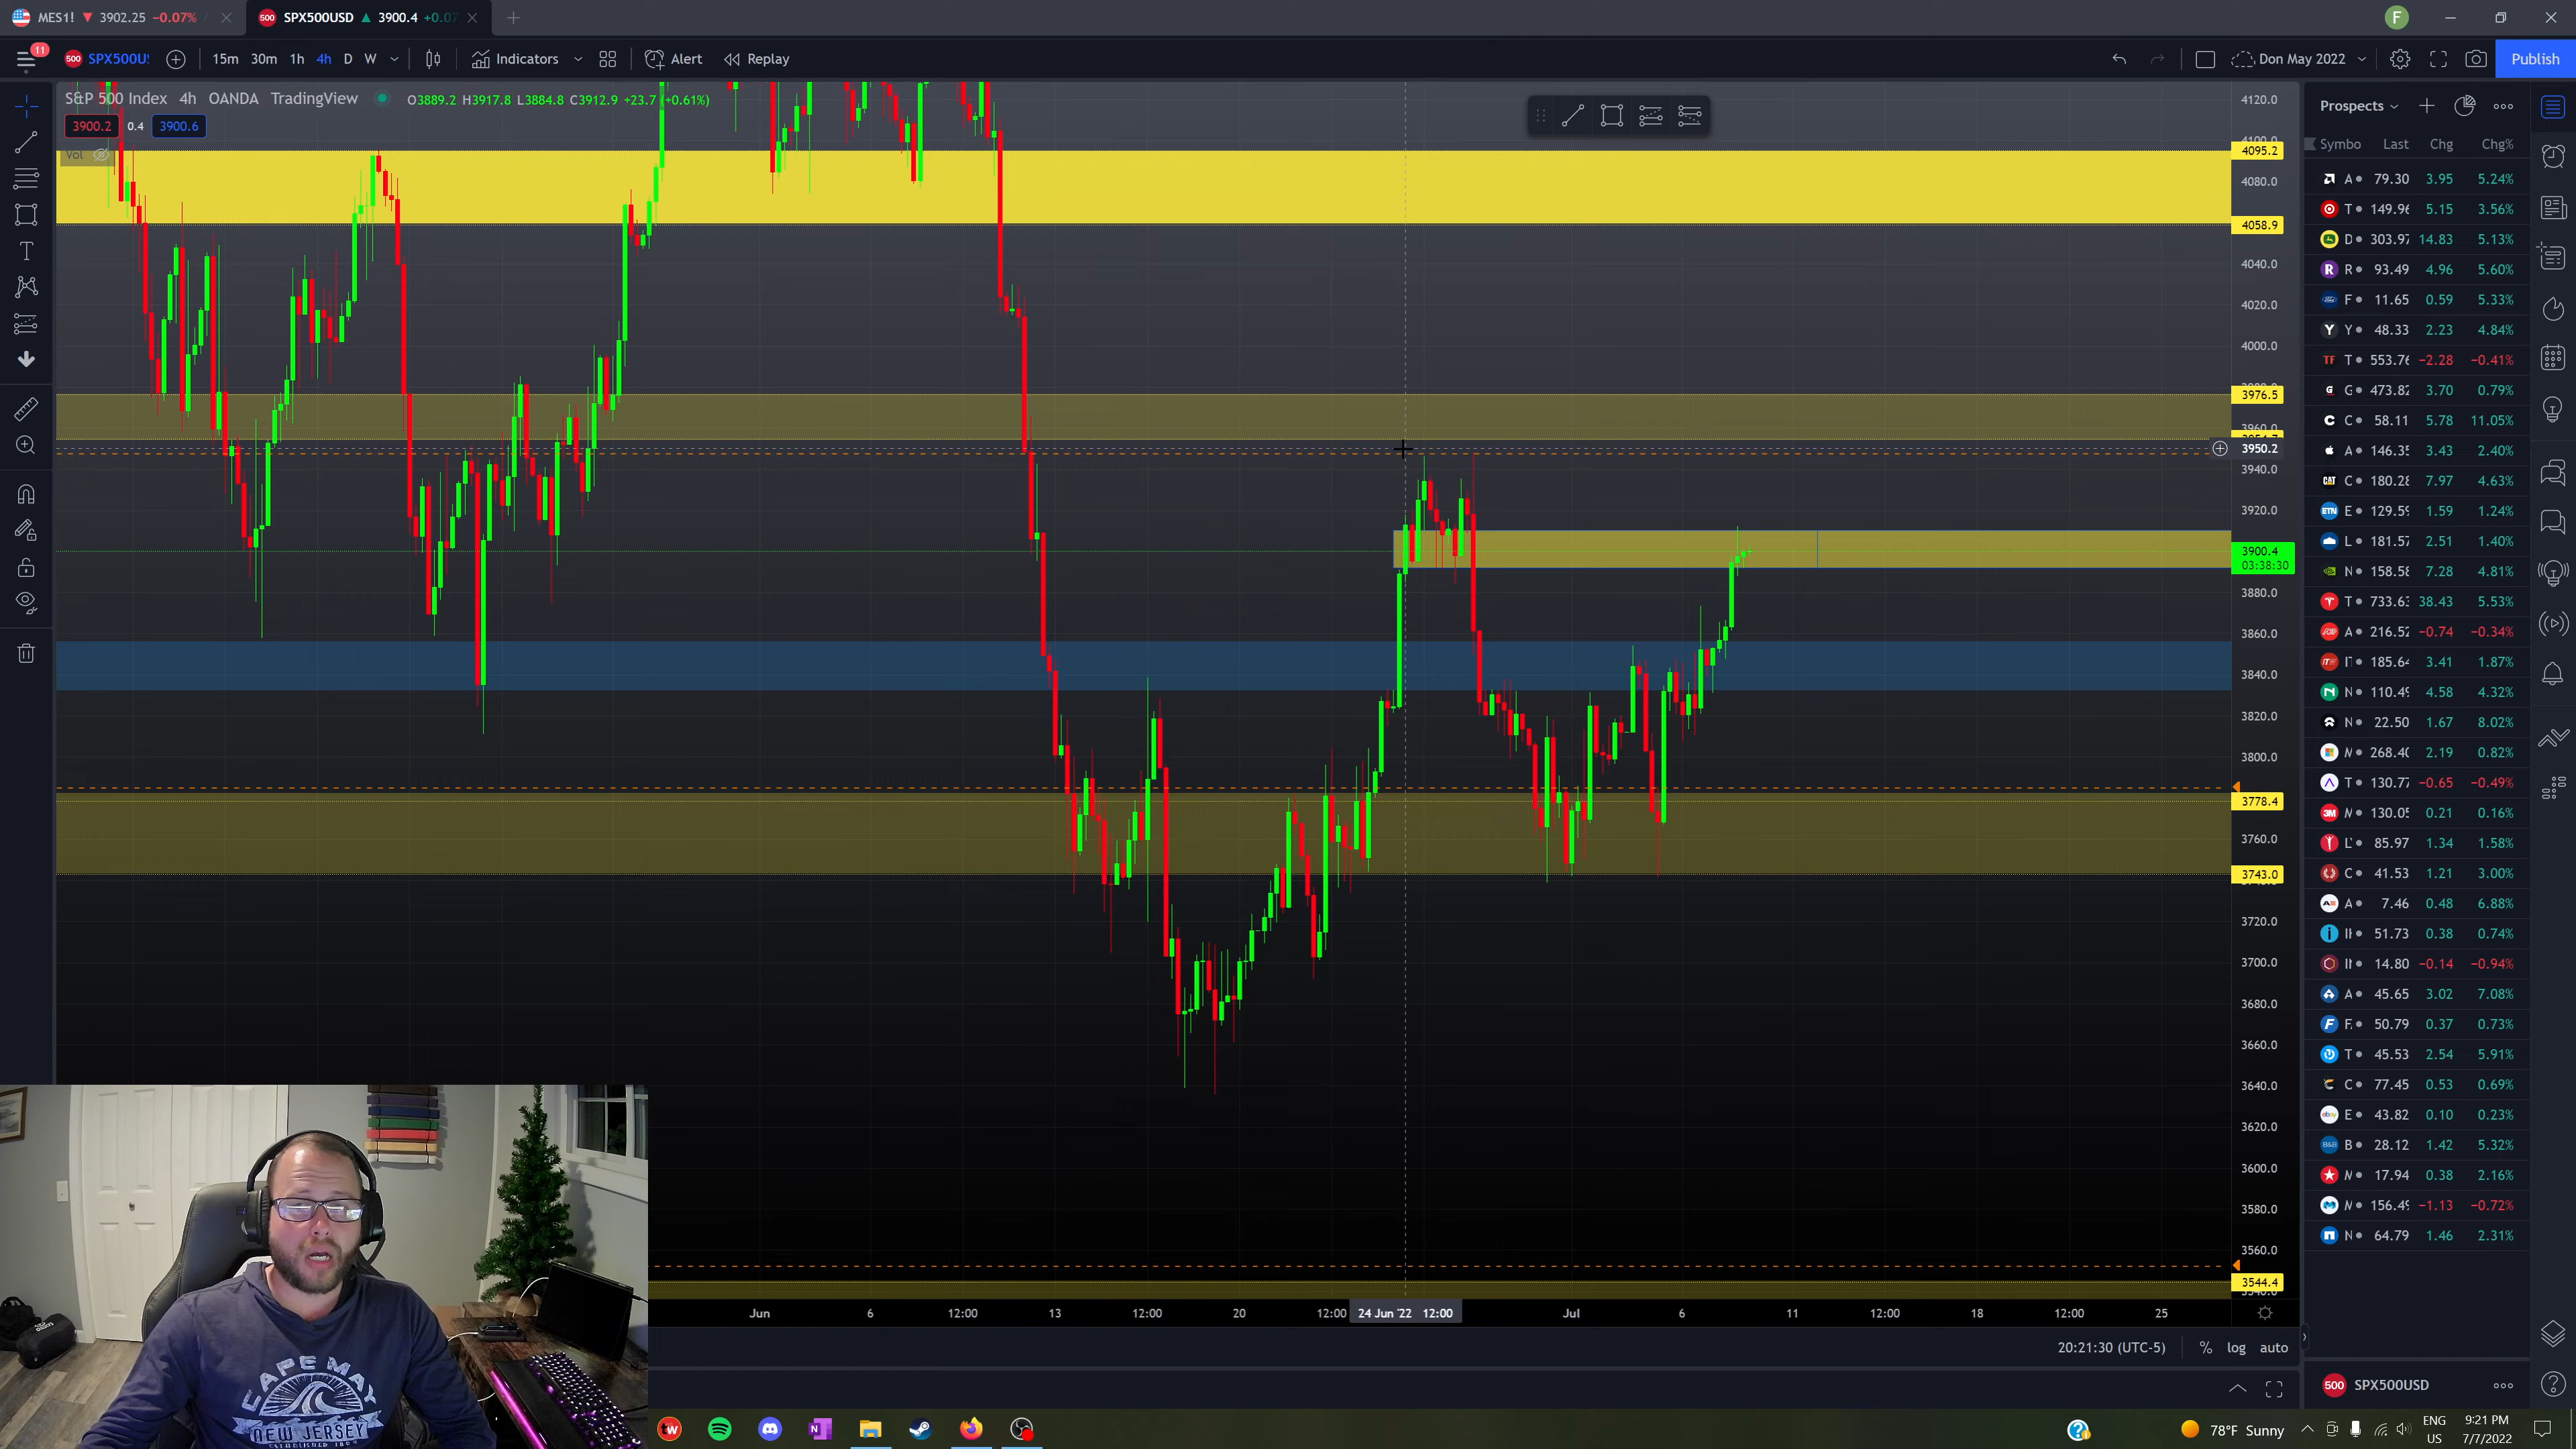 MES1! ▼ 3902.25 −0.07% /
500 SPX500USD ▲ 3900.4 +0.07
F
11
500 SPX500US
15m 30m 1h 4h D W
Indicators
Alert
Replay
Don May 2022
Publish
S&P 500 Index 4h OANDA TradingView
O3889.2 H3917.8 L3884.8 C3912.9 +23.7 (+0.61%)
3900.2 0.4 3900.6
Vol
4120.0
4100.0
4095.2
4080.0
4058.9
4040.0
4020.0
4000.0
3976.5
3960.0
3950.2
3940.0
3920.0
3900.4
03:38:30
3880.0
3860.0
3840.0
3820.0
3800.0
3778.4
3760.0
3743.0
3720.0
3700.0
3680.0
3660.0
3640.0
3620.0
3600.0
3580.0
3560.0
3544.4
Jun 6 12:00 13 12:00 20 12:00 24 Jun '22 12:00 Jul 6 11 12:00 18 12:00 25
20:21:30 (UTC-5) % log auto
Prospects
Symbo Last Chg Chg%
A 79.30 3.95 5.24%
T 149.96 5.15 3.56%
D 303.97 14.83 5.13%
R R 93.49 4.96 5.60%
F 11.65 0.59 5.33%
Y Y 48.33 2.23 4.84%
TF T 553.76 −2.28 −0.41%
G 473.82 3.70 0.79%
C C 58.11 5.78 11.05%
A 146.35 3.43 2.40%
CAT C 180.28 7.97 4.63%
ETN E 129.59 1.59 1.24%
L 181.57 2.51 1.40%
N 158.58 7.28 4.81%
T 733.63 38.43 5.53%
A 216.52 −0.74 −0.34%
185.64 3.41 1.87%
N 110.49 4.58 4.32%
N 22.50 1.67 8.02%
268.40 2.19 0.82%
T 130.77 −0.65 −0.49%
3M 130.05 0.21 0.16%
85.97 1.34 1.58%
C 41.53 1.21 3.00%
A 7.46 0.48 6.88%
51.73 0.38 0.74%
14.80 −0.14 −0.94%
A 45.65 3.02 7.08%
F 50.79 0.37 0.73%
T 45.53 2.54 5.91%
C 77.45 0.53 0.69%
ebay E 43.82 0.10 0.23%
B&B B 28.12 1.42 5.32%
17.94 0.38 2.16%
156.49 −1.13 −0.72%
N 64.79 1.46 2.31%
500 SPX500USD
CAPE MAY
NEW JERSEY
78°F Sunny
ENG
US
9:21 PM
7/7/2022